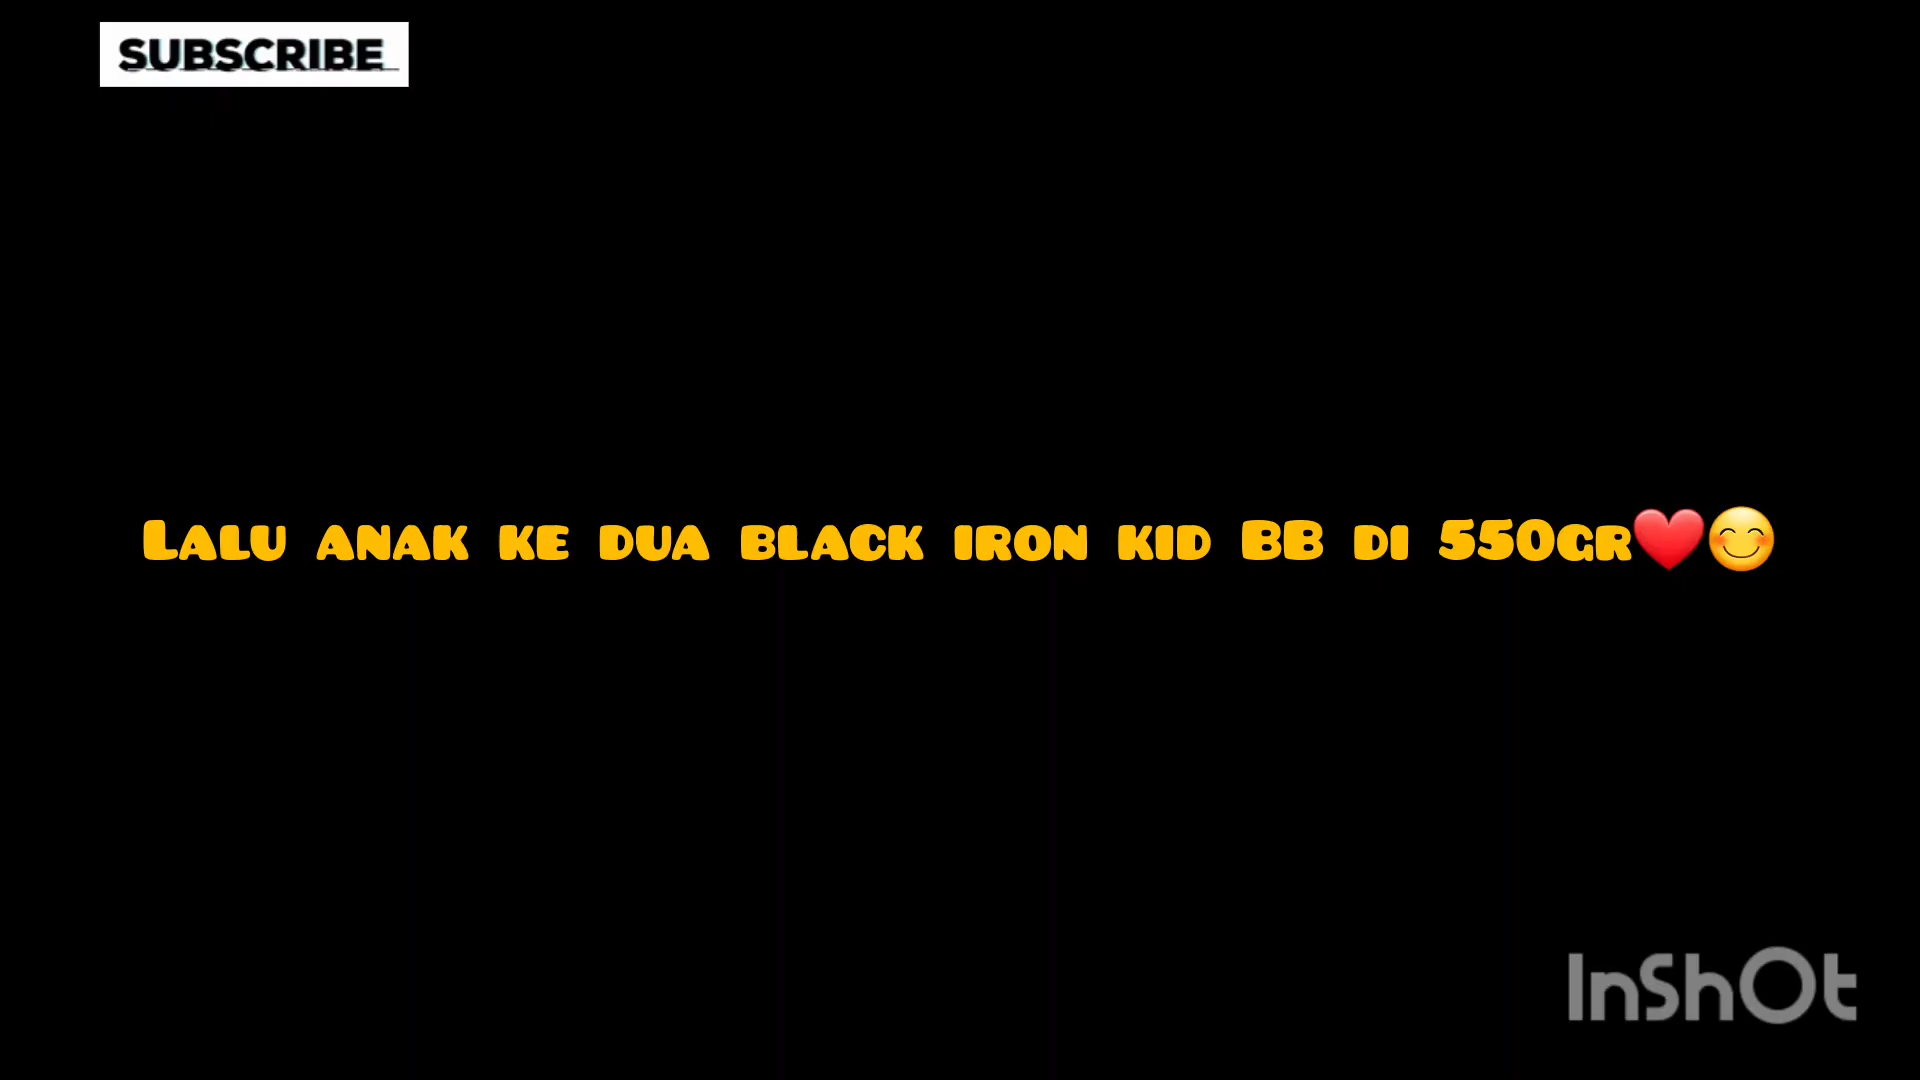 SUBSCRIBE
Lalu anak ke dua black iron kid BB di 550gr❤️😊
InShOt